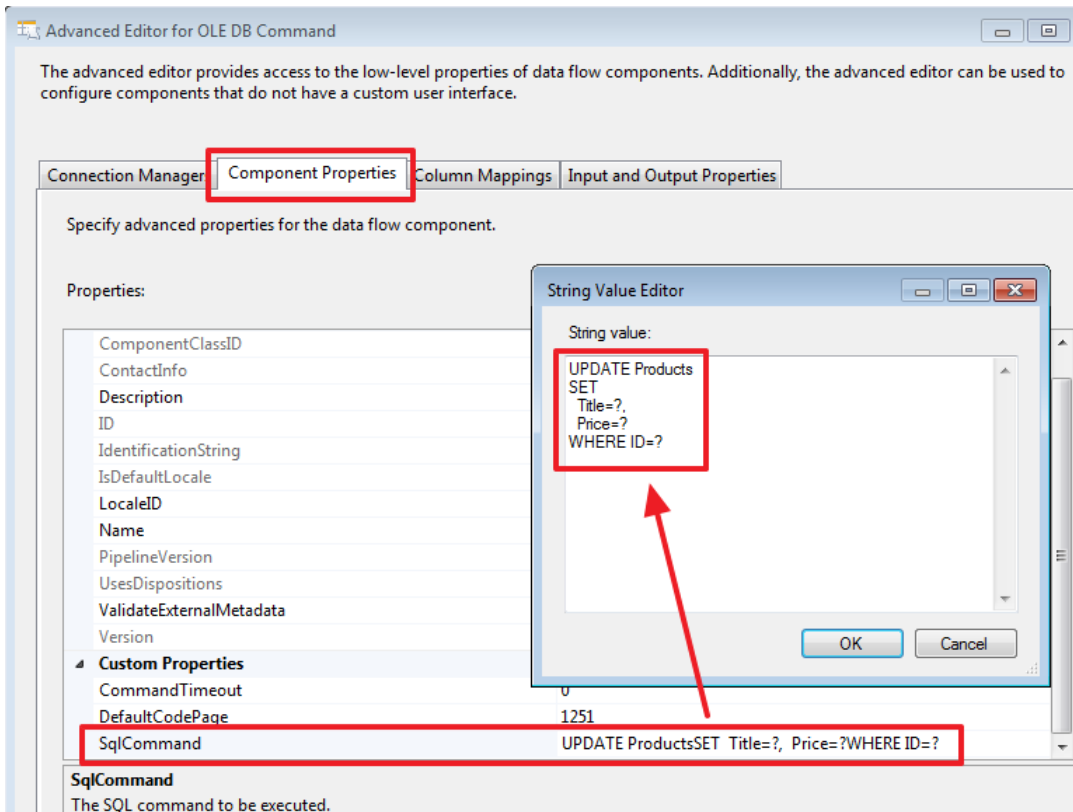 Advanced Editor for OLE DB Command
The advanced editor provides access to the low-level properties of data flow components. Additionally, the advanced editor can be used to
configure components that do not have a custom user interface.
Connection Manager Component Properties Column Mappings Input and Output Properties
Specify advanced properties for the data flow component.
Properties:
ComponentClassID
ContactInfo
Description
ID
IdentificationString
IsDefaultLocale
LocaleID
Name
PipelineVersion
UsesDispositions
ValidateExternalMetadata
Version
Custom Properties
CommandTimeout 0
DefaultCodePage 1251
SqlCommand UPDATE ProductsSET Title=?, Price=?WHERE ID=?
SqlCommand
The SQL command to be executed.
String Value Editor
String value:
UPDATE Products
SET
Title=?,
Price=?
WHERE ID=?
OK Cancel